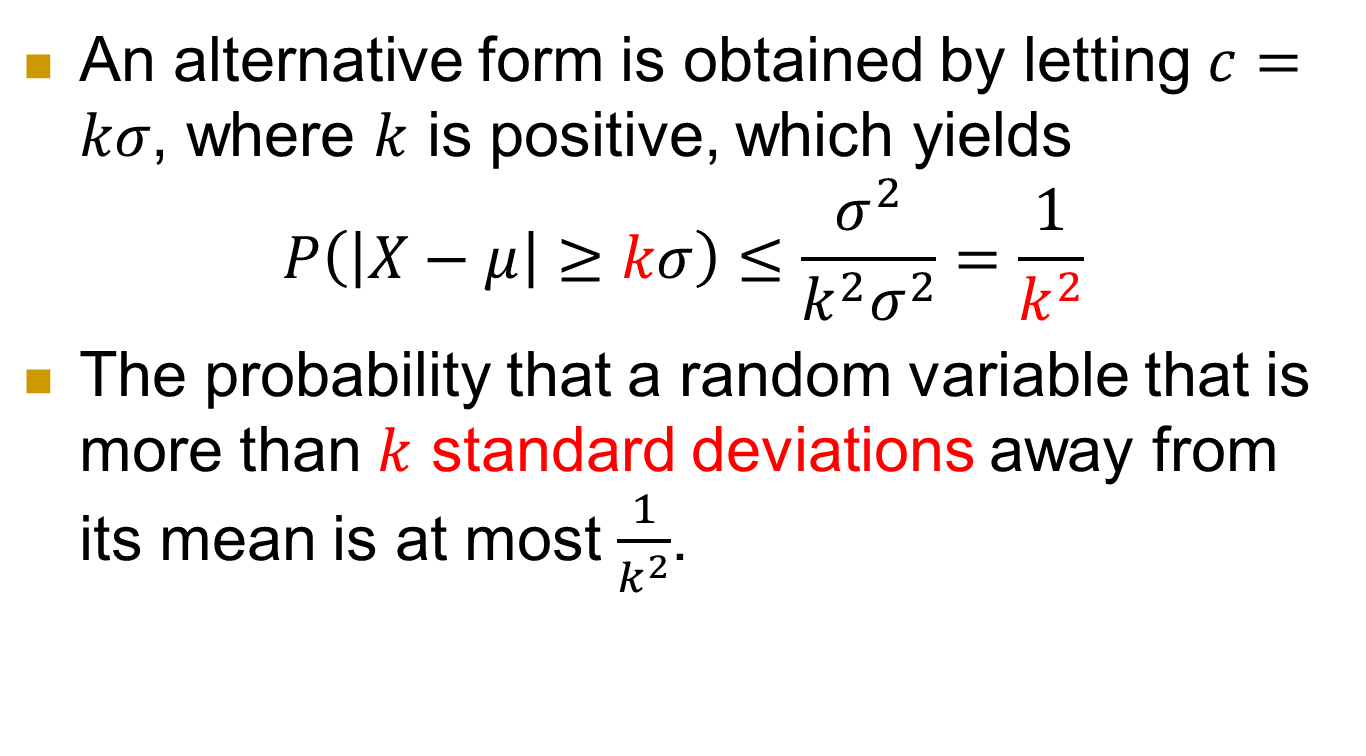 ■ An alternative form is obtained by letting 𝑐 =
𝑘𝜎, where 𝑘 is positive, which yields
𝑃(|𝑋 − 𝜇| ≥ 𝑘𝜎) ≤ 𝜎²/𝑘²𝜎² = 1/𝑘²
■ The probability that a random variable that is
more than 𝑘 standard deviations away from
its mean is at most 1/𝑘².